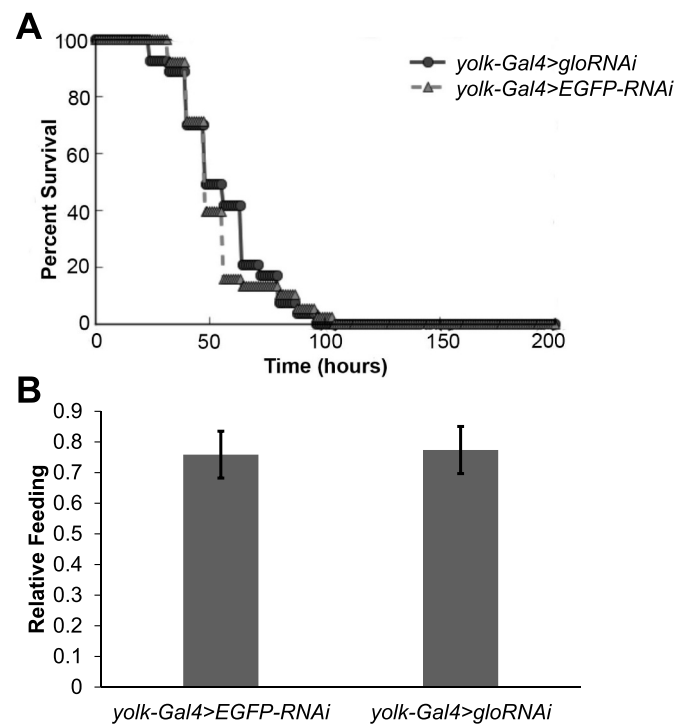 A
100
80
60
40
20
0
Percent Survival
0 50 100 150 200
Time (hours)
yolk-Gal4>gloRNAi
yolk-Gal4>EGFP-RNAi
B
0.9
0.8
0.7
0.6
0.5
0.4
0.3
0.2
0.1
0
Relative Feeding
yolk-Gal4>EGFP-RNAi yolk-Gal4>gloRNAi